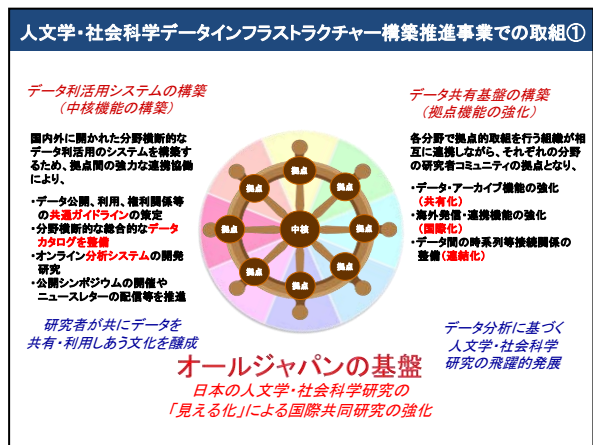 人文学・社会科学データインフラストラクチャー構築推進事業での取組①
データ利活用システムの構築
（中核機能の構築）
国内外に開かれた分野横断的な
データ利活用のシステムを構築す
るため、拠点間の強力な連携協働
により、
・データ公開、利用、権利関係等
の共通ガイドラインの策定
・分野横断的な総合的なデータ
カタログを整備
・オンライン分析システムの開発
研究
・公開シンポジウムの開催や
ニュースレターの配信等を推進
研究者が共にデータを
共有・利用しあう文化を醸成
拠点
拠点
拠点
拠点
中核
拠点
拠点
拠点
拠点
データ共有基盤の構築
（拠点機能の強化）
各分野で拠点的取組を行う組織が相
互に連携しながら、それぞれの分野
の研究者コミュニティの拠点となり、
・データ・アーカイブ機能の強化
（共有化）
・海外発信・連携機能の強化
（国際化）
・データ間の時系列等接続関係の
整備（連結化）
データ分析に基づく
人文学・社会科学
研究の飛躍的発展
オールジャパンの基盤
日本の人文学・社会科学研究の
「見える化」による国際共同研究の強化